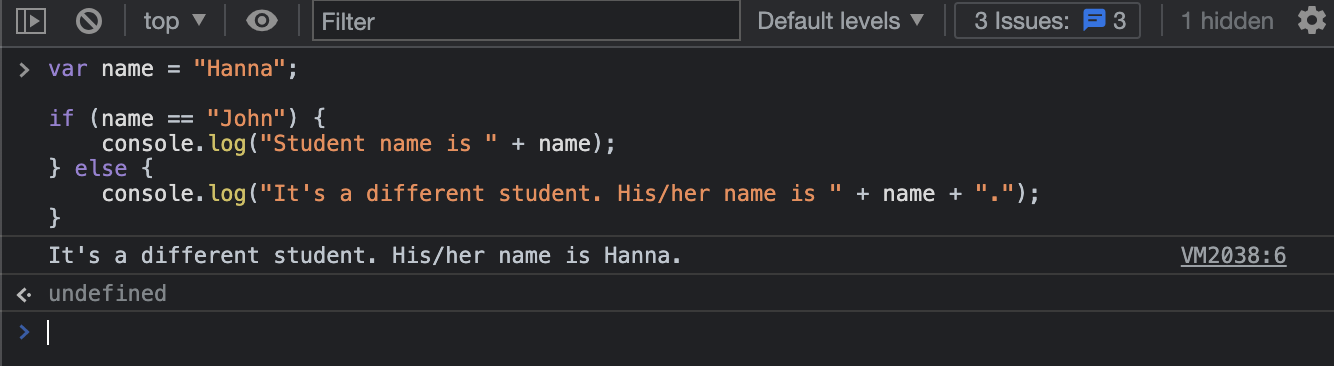 top ▼ Filter Default levels ▼ 3 Issues: 3 1 hidden
> var name = "Hanna";
if (name == "John") {
    console.log("Student name is " + name);
} else {
    console.log("It's a different student. His/her name is " + name + ".");
}
It's a different student. His/her name is Hanna. VM2038:6
undefined
>